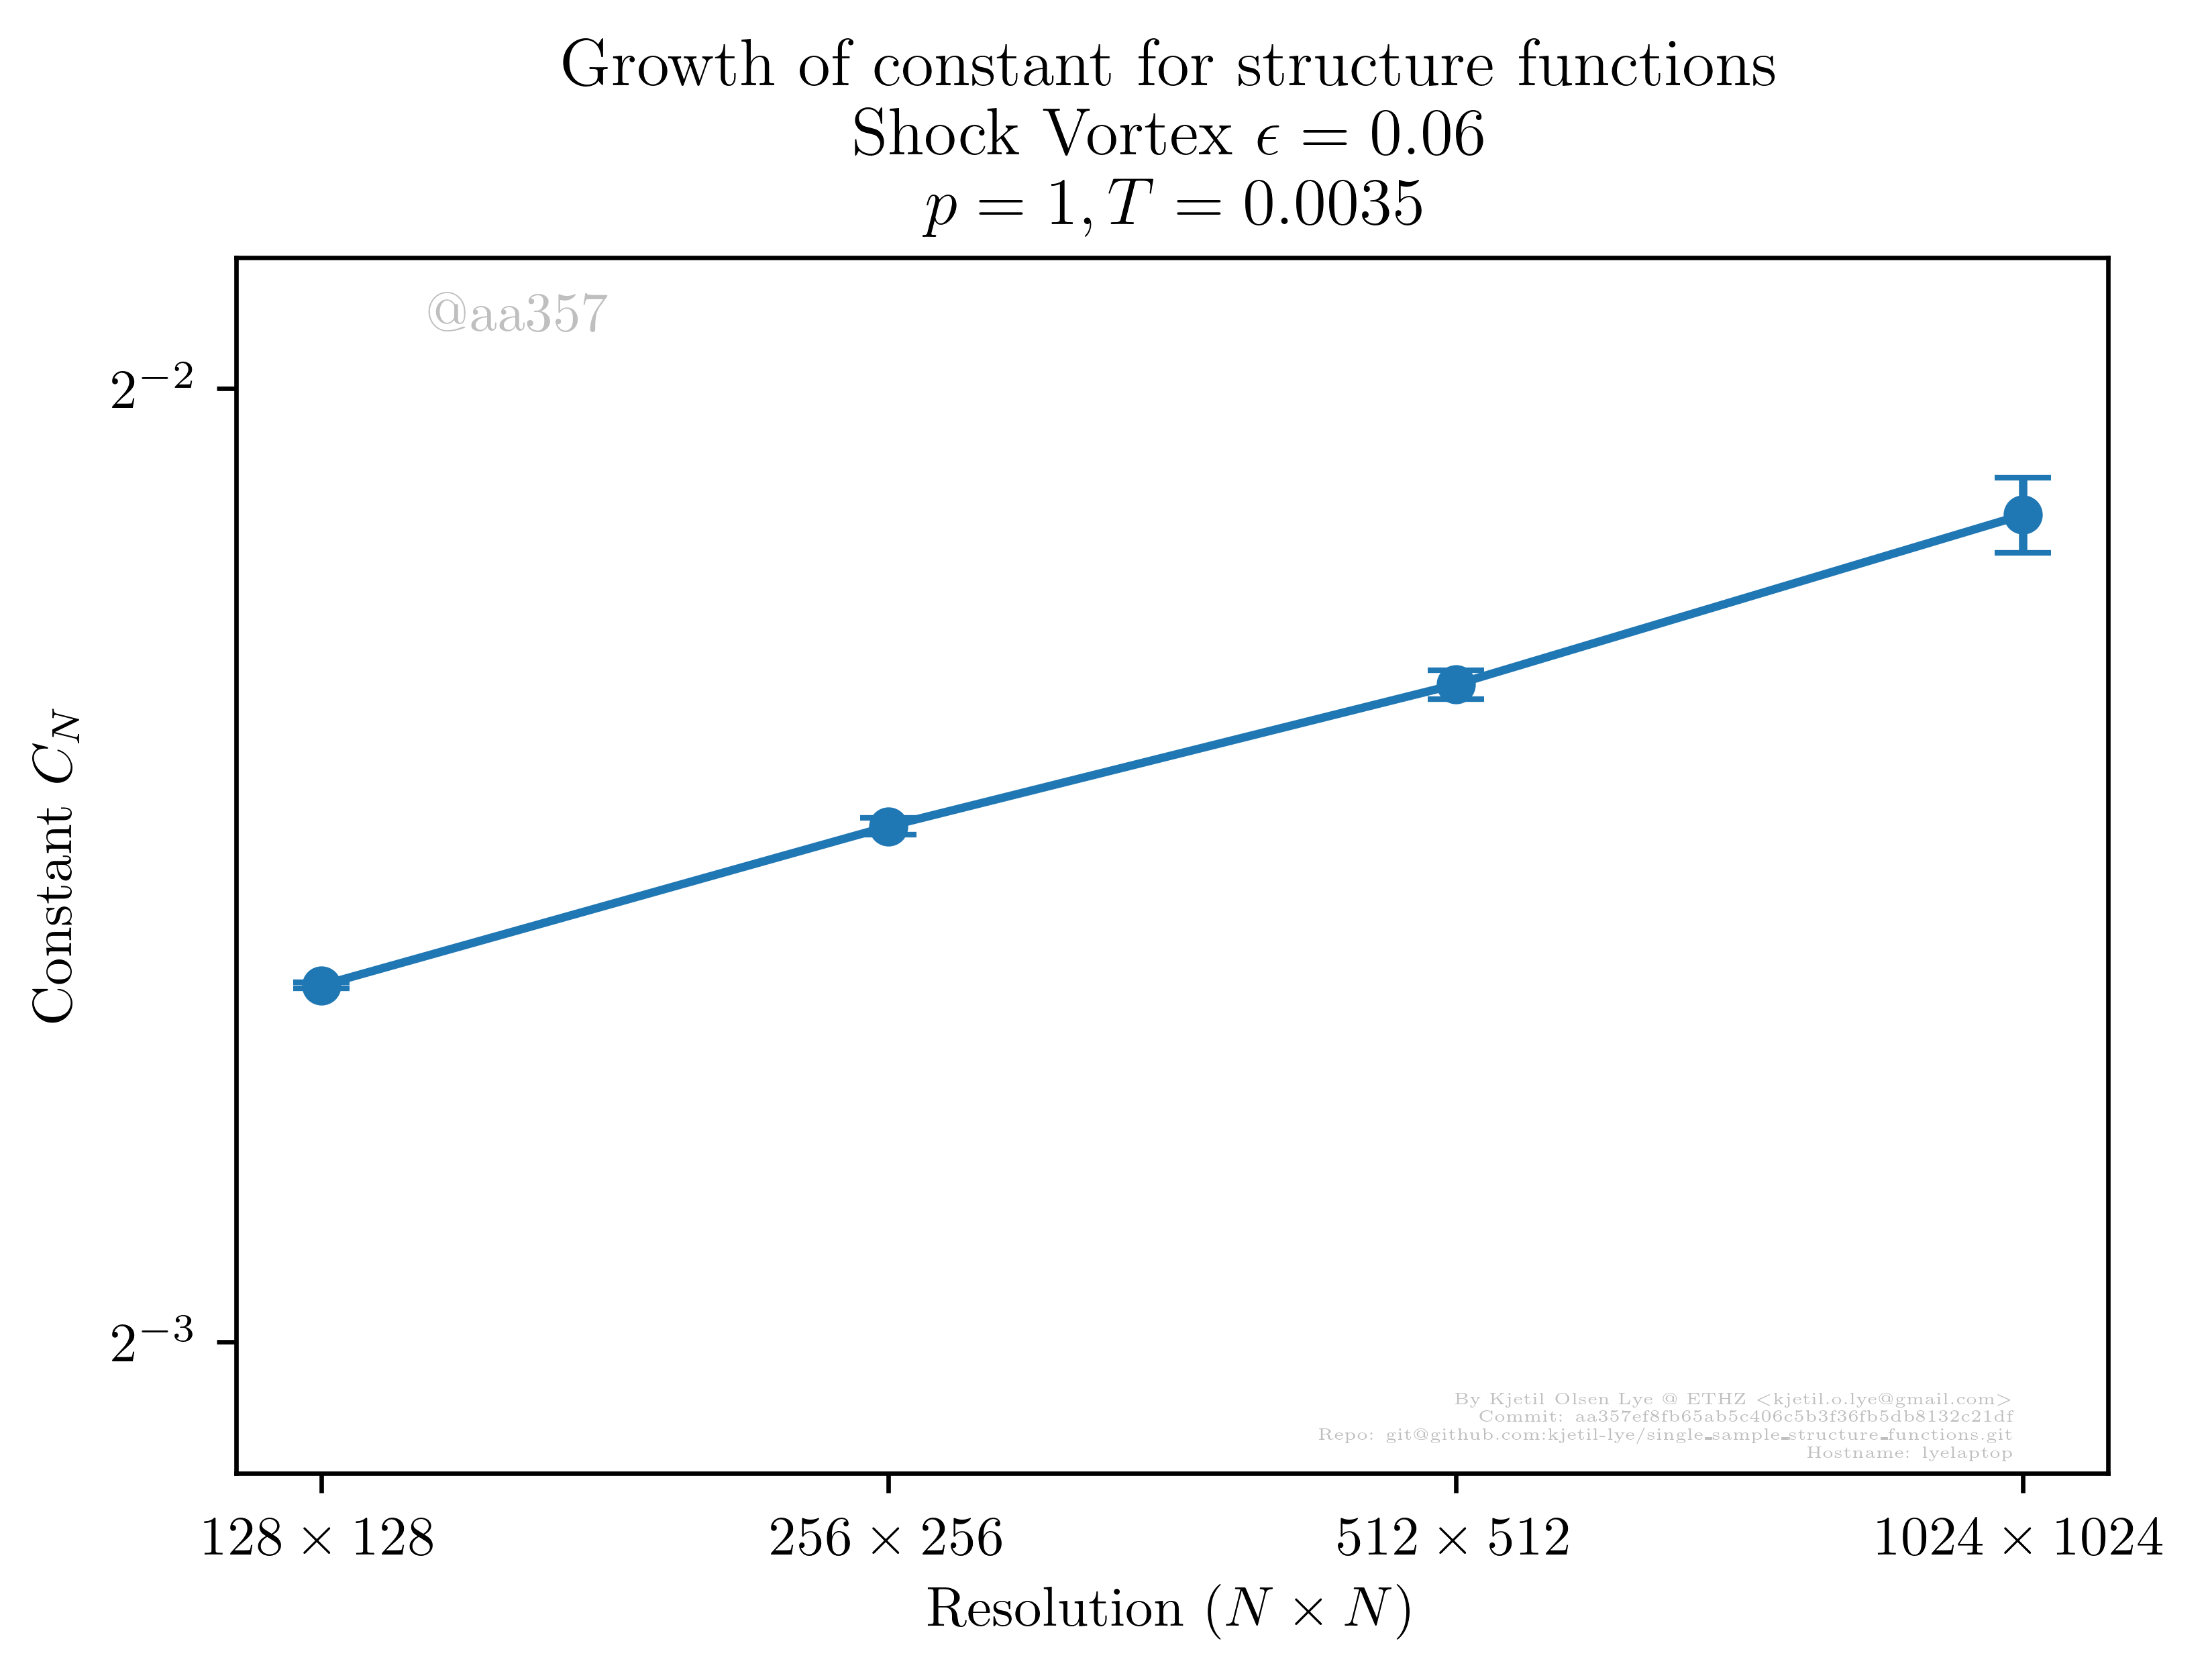 Growth of constant for structure functions
Shock Vortex ϵ = 0.06
p = 1, T = 0.0035
@aa357
2⁻²
Constant C_N
2⁻³
By Kjetil Olsen Lye @ ETHZ <kjetil.o.lye@gmail.com>
Commit: aa357ef8fb65ab5c406c5b3f36fb5db8132c21df
Repo: git@github.com:kjetil-lye/single_sample_structure_functions.git
Hostname: lyelaptop
128 × 128 256 × 256 512 × 512 1024 × 1024
Resolution (N × N)